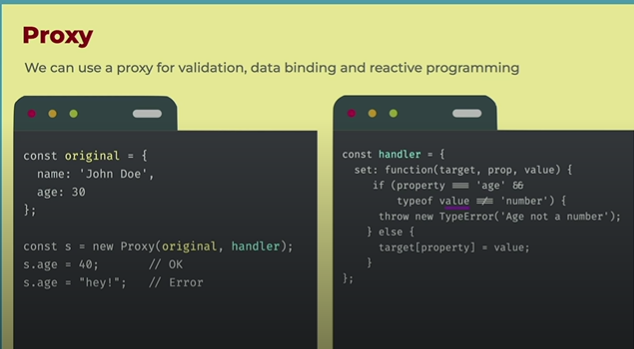 Proxy
We can use a proxy for validation, data binding and reactive programming
const original = {
  name: 'John Doe',
  age: 30
};
const s = new Proxy(original, handler);
s.age = 40;       // OK
s.age = "hey!";   // Error
const handler = {
  set: function(target, prop, value) {
    if (property === 'age' &&
        typeof value !== 'number') {
      throw new TypeError('Age not a number');
    } else {
      target[property] = value;
    }
};